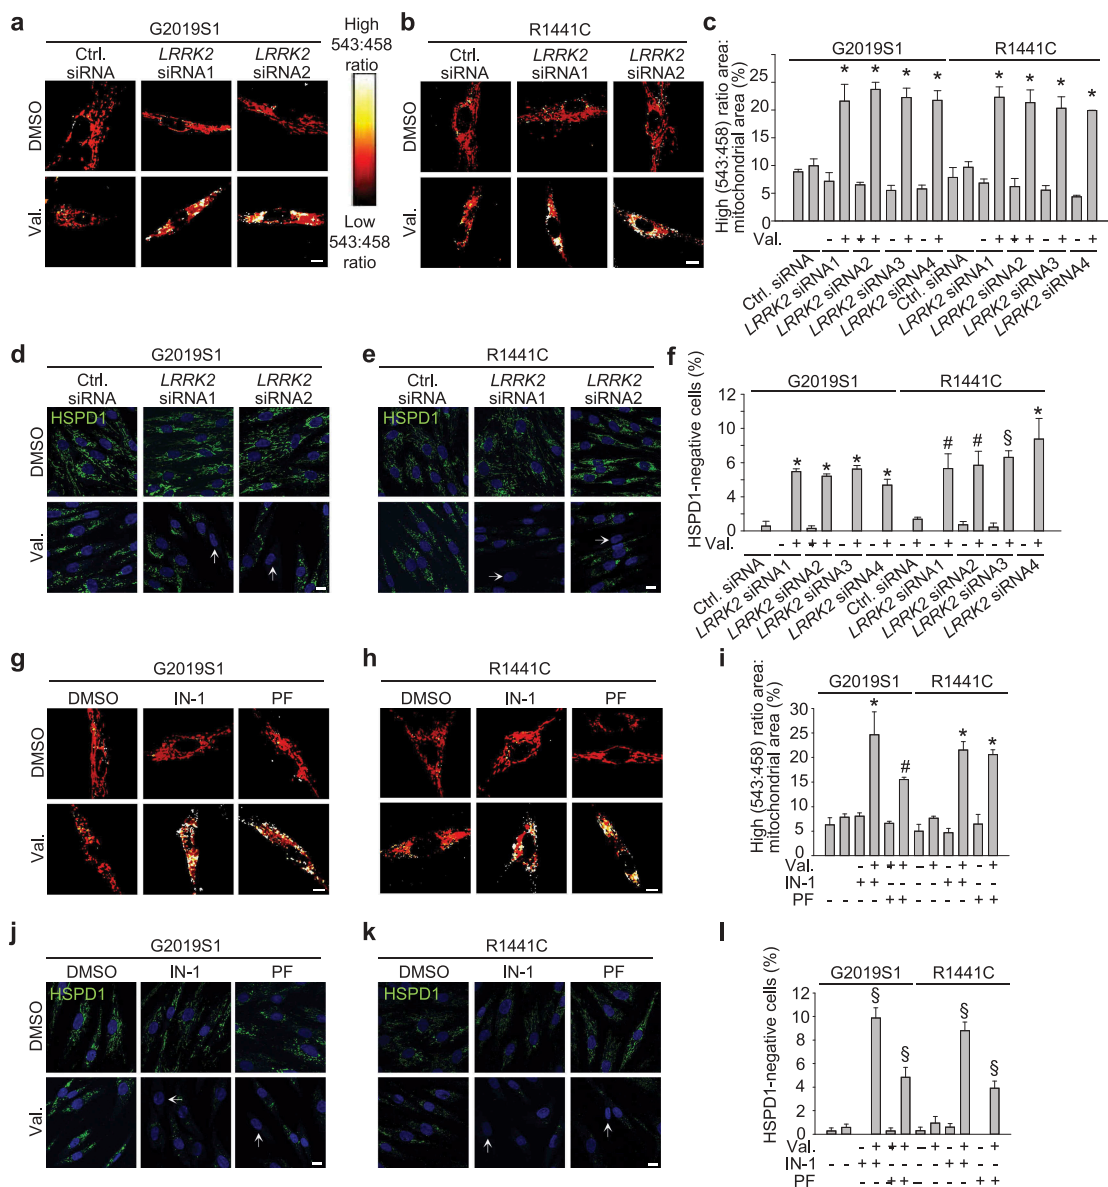 a
G2019S1
Ctrl. siRNA
LRRK2 siRNA1
LRRK2 siRNA2
DMSO
Val.
High 543:458 ratio
Low 543:458 ratio
b
R1441C
Ctrl. siRNA
LRRK2 siRNA1
LRRK2 siRNA2
DMSO
Val.
c
High (543:458) ratio area: mitochondrial area (%)
G2019S1
R1441C
25
20
15
10
5
0
* * * * * * * *
Val. - + + + - + - + - + + + - + - +
Ctrl. siRNA
LRRK2 siRNA1
LRRK2 siRNA2
LRRK2 siRNA3
LRRK2 siRNA4
Ctrl. siRNA
LRRK2 siRNA1
LRRK2 siRNA2
LRRK2 siRNA3
LRRK2 siRNA4
d
G2019S1
Ctrl. siRNA
LRRK2 siRNA1
LRRK2 siRNA2
HSPD1
DMSO
Val.
e
R1441C
Ctrl. siRNA
LRRK2 siRNA1
LRRK2 siRNA2
HSPD1
f
HSPD1-negative cells (%)
G2019S1
R1441C
12
10
8
6
4
2
0
* * * * # # § *
Val. - + + + - + - + - + - + - + - +
Ctrl. siRNA
LRRK2 siRNA1
LRRK2 siRNA2
LRRK2 siRNA3
LRRK2 siRNA4
Ctrl. siRNA
LRRK2 siRNA1
LRRK2 siRNA2
LRRK2 siRNA3
LRRK2 siRNA4
g
G2019S1
DMSO
IN-1
PF
DMSO
Val.
h
R1441C
DMSO
IN-1
PF
i
High (543:458) ratio area: mitochondrial area (%)
G2019S1
R1441C
30
25
20
15
10
5
0
* # * *
Val. - + + + - + - + - +
IN-1 + + - - - - + +
PF - - + + - - + +
j
G2019S1
DMSO
IN-1
PF
HSPD1
DMSO
Val.
k
R1441C
DMSO
IN-1
PF
HSPD1
l
HSPD1-negative cells (%)
G2019S1
R1441C
12
10
8
6
4
2
0
§ § § §
Val. - + + + - + - + - +
IN-1 + + - - - - + +
PF - - + + - - - + +